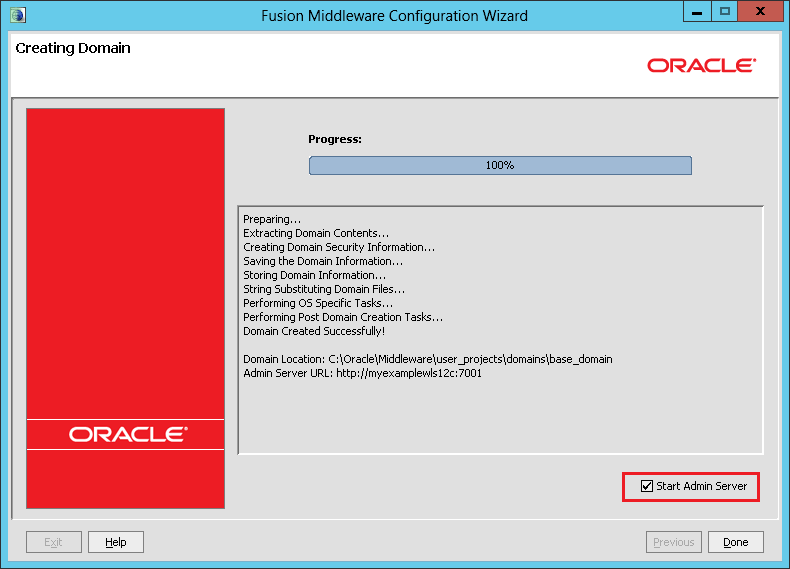 Fusion Middleware Configuration Wizard
Creating Domain
ORACLE®
Progress:
100%
Preparing...
Extracting Domain Contents...
Creating Domain Security Information...
Saving the Domain Information...
Storing Domain Information...
String Substituting Domain Files...
Performing OS Specific Tasks...
Performing Post Domain Creation Tasks...
Domain Created Successfully!
Domain Location: C:\Oracle\Middleware\user_projects\domains\base_domain
Admin Server URL: http://myexamplewls12c:7001
ORACLE®
Start Admin Server
Exit
Help
Previous
Done